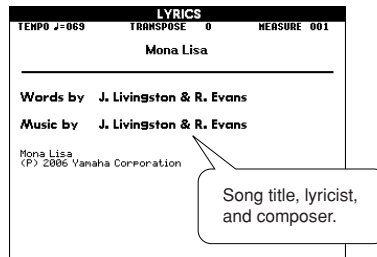 LYRICS
TEMPO ♩=069 TRANSPOSE 0 MEASURE 001
Mona Lisa
Words by J. Livingston & R. Evans
Music by J. Livingston & R. Evans
Mona Lisa
(P) 2006 Yamaha Corporation
Song title, lyricist,
and composer.